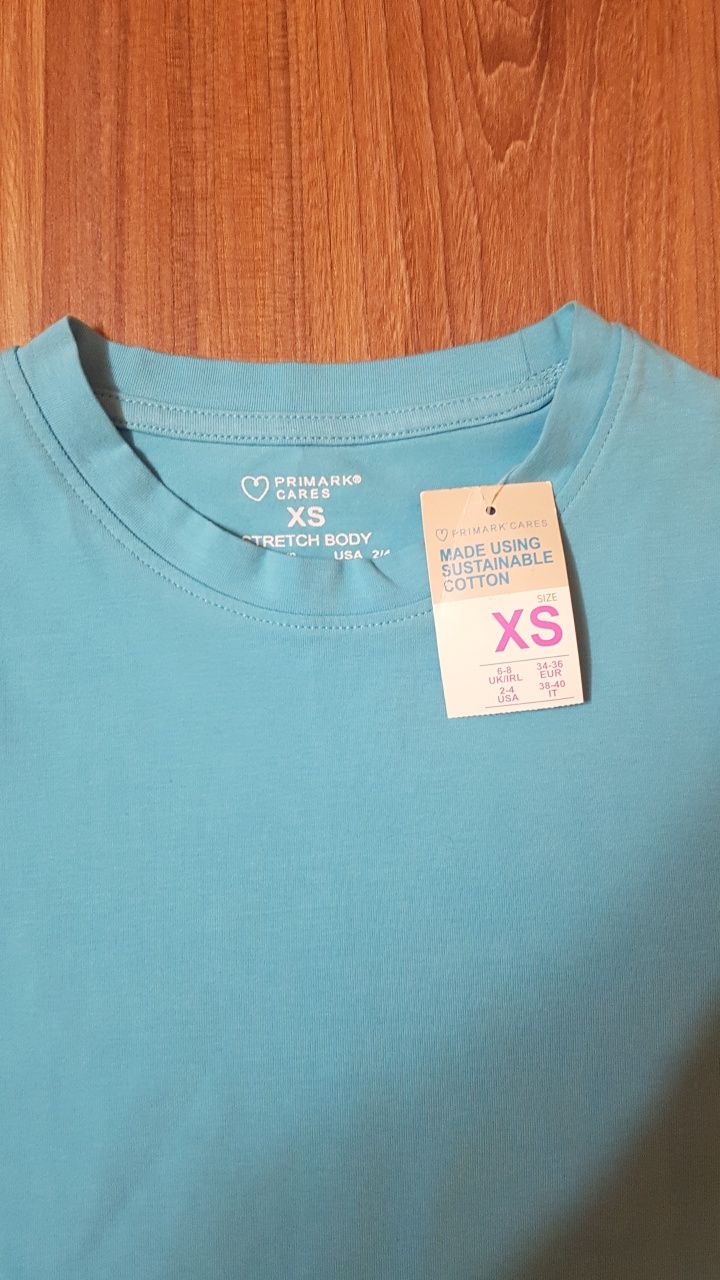 PRIMARK®
CARES
XS
STRETCH BODY
USA
PRIMARK® CARES
MADE USING
SUSTAINABLE
COTTON
SIZE
XS
6-8 34-36
UK/IRL EUR
2-4 38-40
USA IT